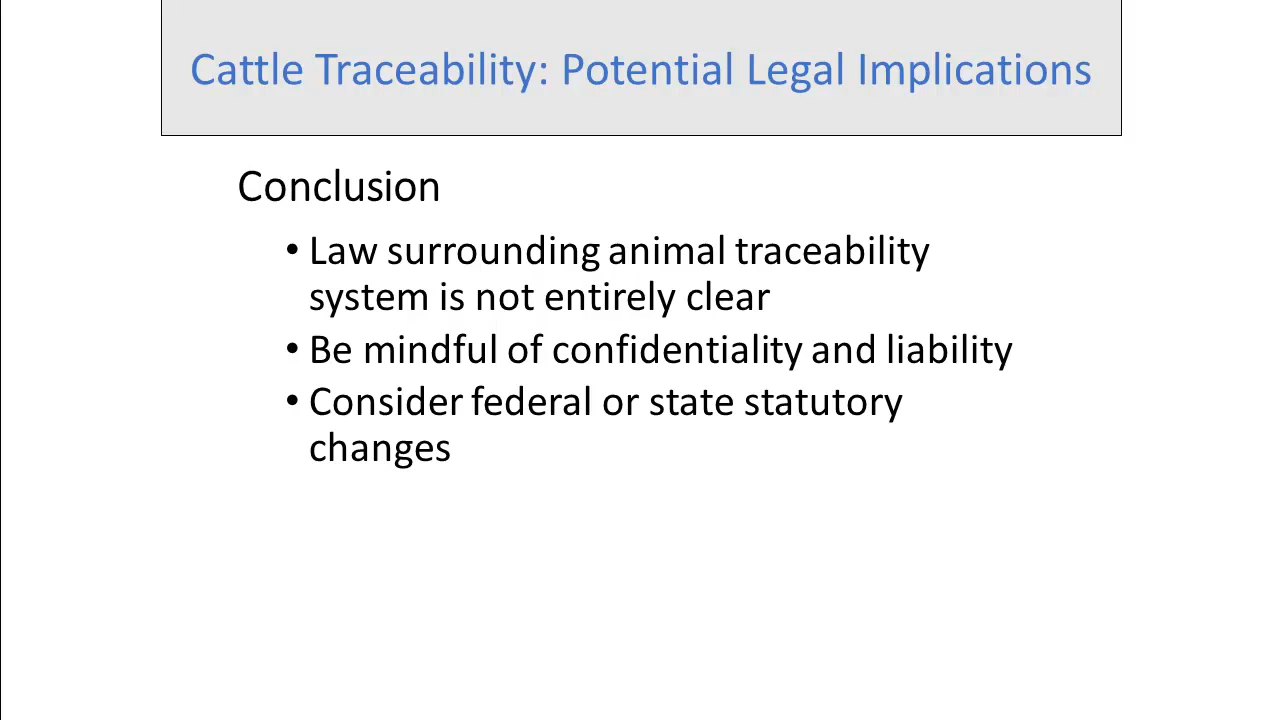 Cattle Traceability: Potential Legal Implications
Conclusion
• Law surrounding animal traceability
system is not entirely clear
• Be mindful of confidentiality and liability
• Consider federal or state statutory
changes